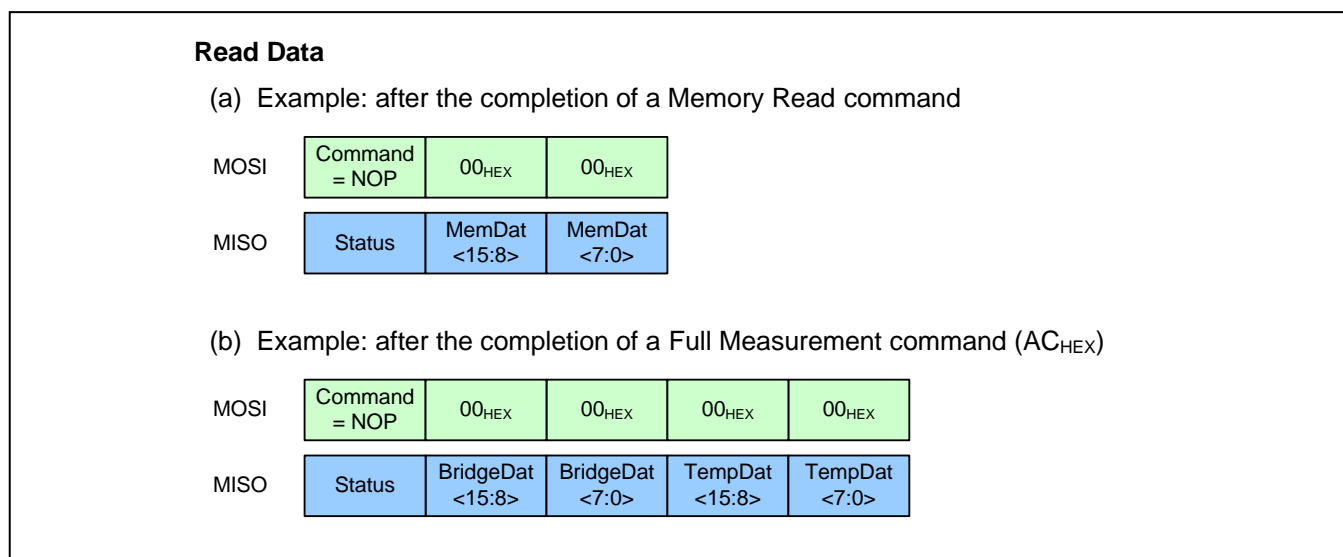 Read Data
(a) Example: after the completion of a Memory Read command
MOSI Command = NOP 00HEX 00HEX
MISO Status MemDat <15:8> MemDat <7:0>
(b) Example: after the completion of a Full Measurement command (ACHEX)
MOSI Command = NOP 00HEX 00HEX 00HEX 00HEX
MISO Status BridgeDat <15:8> BridgeDat <7:0> TempDat <15:8> TempDat <7:0>